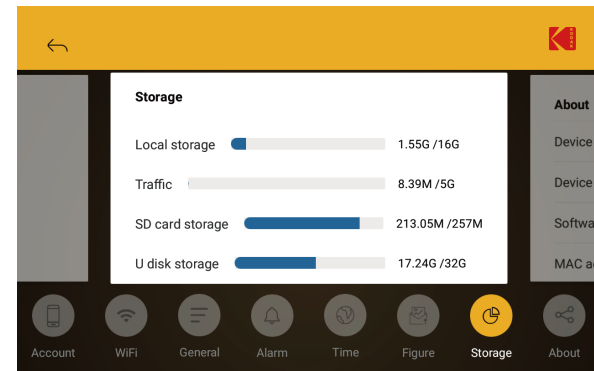 KODAK
Storage
Local storage 1.55G /16G
Traffic 8.39M /5G
SD card storage 213.05M /257M
U disk storage 17.24G /32G
About
Device
Device
Softwa
MAC a
Account WiFi General Alarm Time Figure Storage About